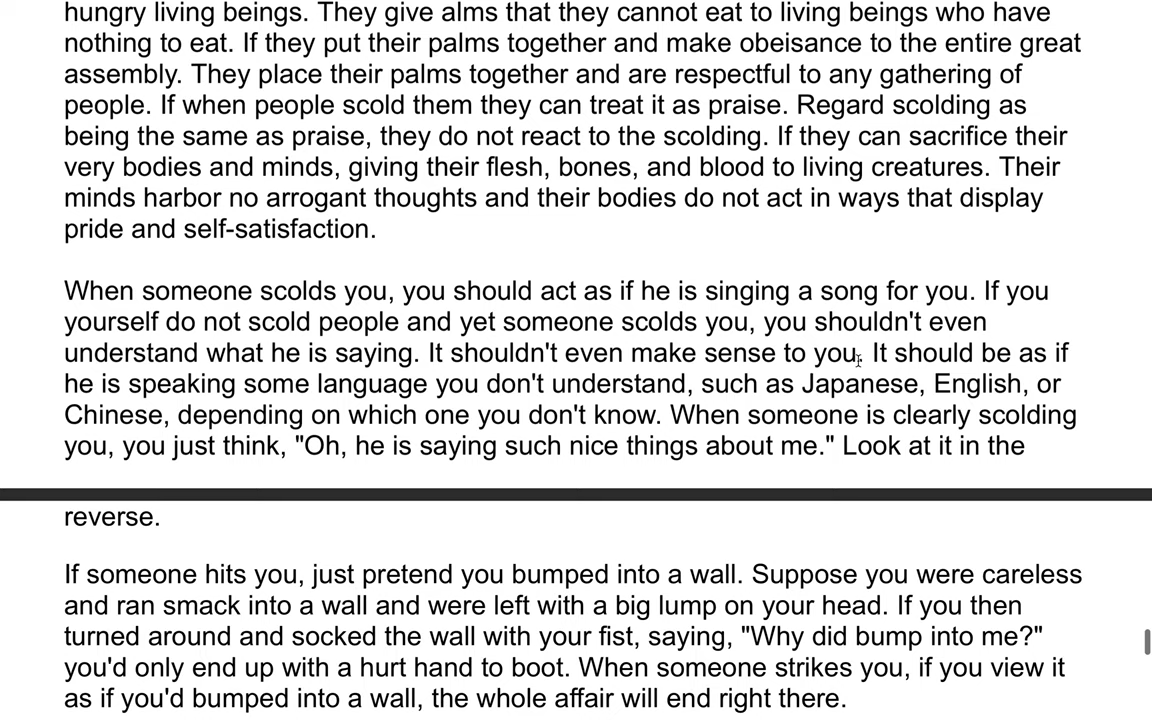 hungry living beings. They give alms that they cannot eat to living beings who have
nothing to eat. If they put their palms together and make obeisance to the entire great
assembly. They place their palms together and are respectful to any gathering of
people. If when people scold them they can treat it as praise. Regard scolding as
being the same as praise, they do not react to the scolding. If they can sacrifice their
very bodies and minds, giving their flesh, bones, and blood to living creatures. Their
minds harbor no arrogant thoughts and their bodies do not act in ways that display
pride and self-satisfaction.
When someone scolds you, you should act as if he is singing a song for you. If you
yourself do not scold people and yet someone scolds you, you shouldn't even
understand what he is saying. It shouldn't even make sense to you. It should be as if
he is speaking some language you don't understand, such as Japanese, English, or
Chinese, depending on which one you don't know. When someone is clearly scolding
you, you just think, "Oh, he is saying such nice things about me." Look at it in the
reverse.
If someone hits you, just pretend you bumped into a wall. Suppose you were careless
and ran smack into a wall and were left with a big lump on your head. If you then
turned around and socked the wall with your fist, saying, "Why did bump into me?"
you'd only end up with a hurt hand to boot. When someone strikes you, if you view it
as if you'd bumped into a wall, the whole affair will end right there.